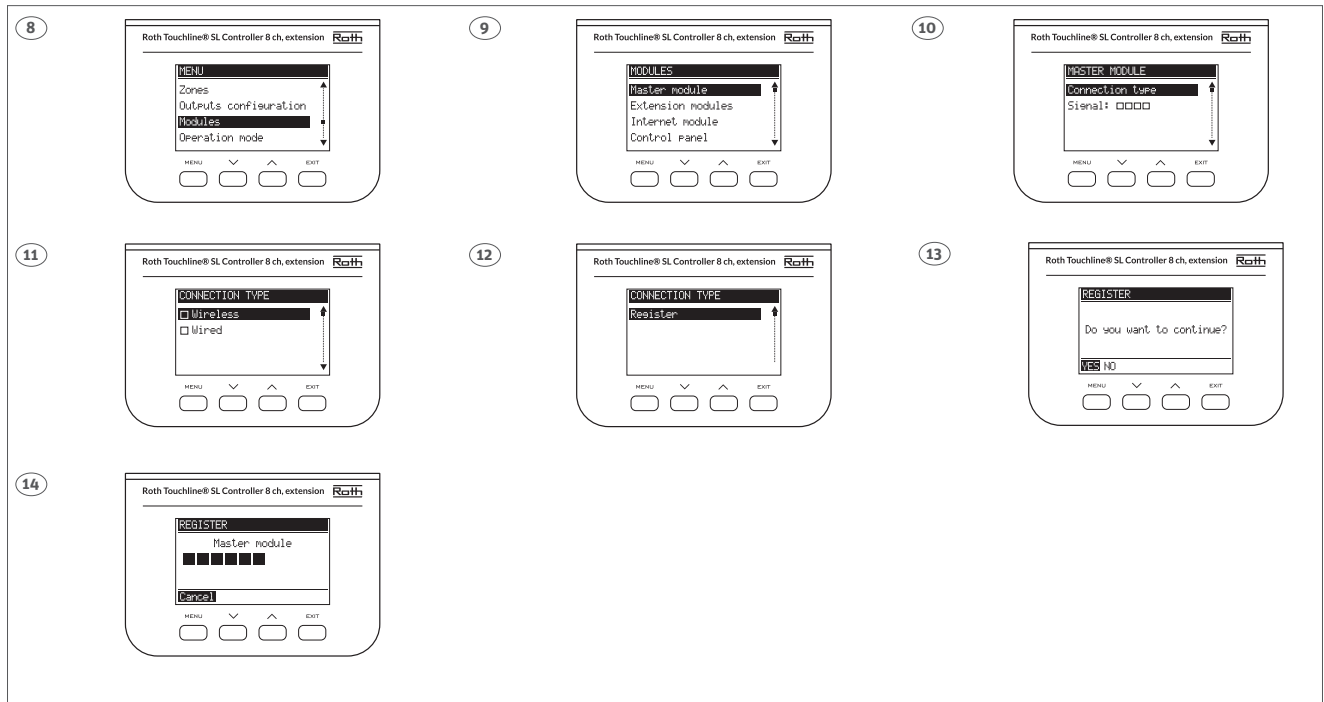 8
Roth Touchline® SL Controller 8 ch, extension Roth
MENU
Zones
Outputs configuration
Modules
Operation mode
MENU EXIT
9
Roth Touchline® SL Controller 8 ch, extension Roth
MODULES
Master module
Extension modules
Internet module
Control panel
MENU EXIT
10
Roth Touchline® SL Controller 8 ch, extension Roth
MASTER MODULE
Connection type
Signal:
MENU EXIT
11
Roth Touchline® SL Controller 8 ch, extension Roth
CONNECTION TYPE
Wireless
Wired
MENU EXIT
12
Roth Touchline® SL Controller 8 ch, extension Roth
CONNECTION TYPE
Register
MENU EXIT
13
Roth Touchline® SL Controller 8 ch, extension Roth
REGISTER
Do you want to continue?
YES NO
MENU EXIT
14
Roth Touchline® SL Controller 8 ch, extension Roth
REGISTER
Master module
Cancel
MENU EXIT